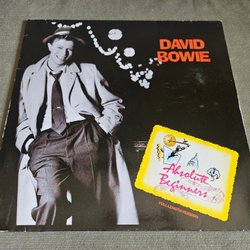 DAVID
BOWIE
Absolute
Beginners
FULL LENGTH VERSION